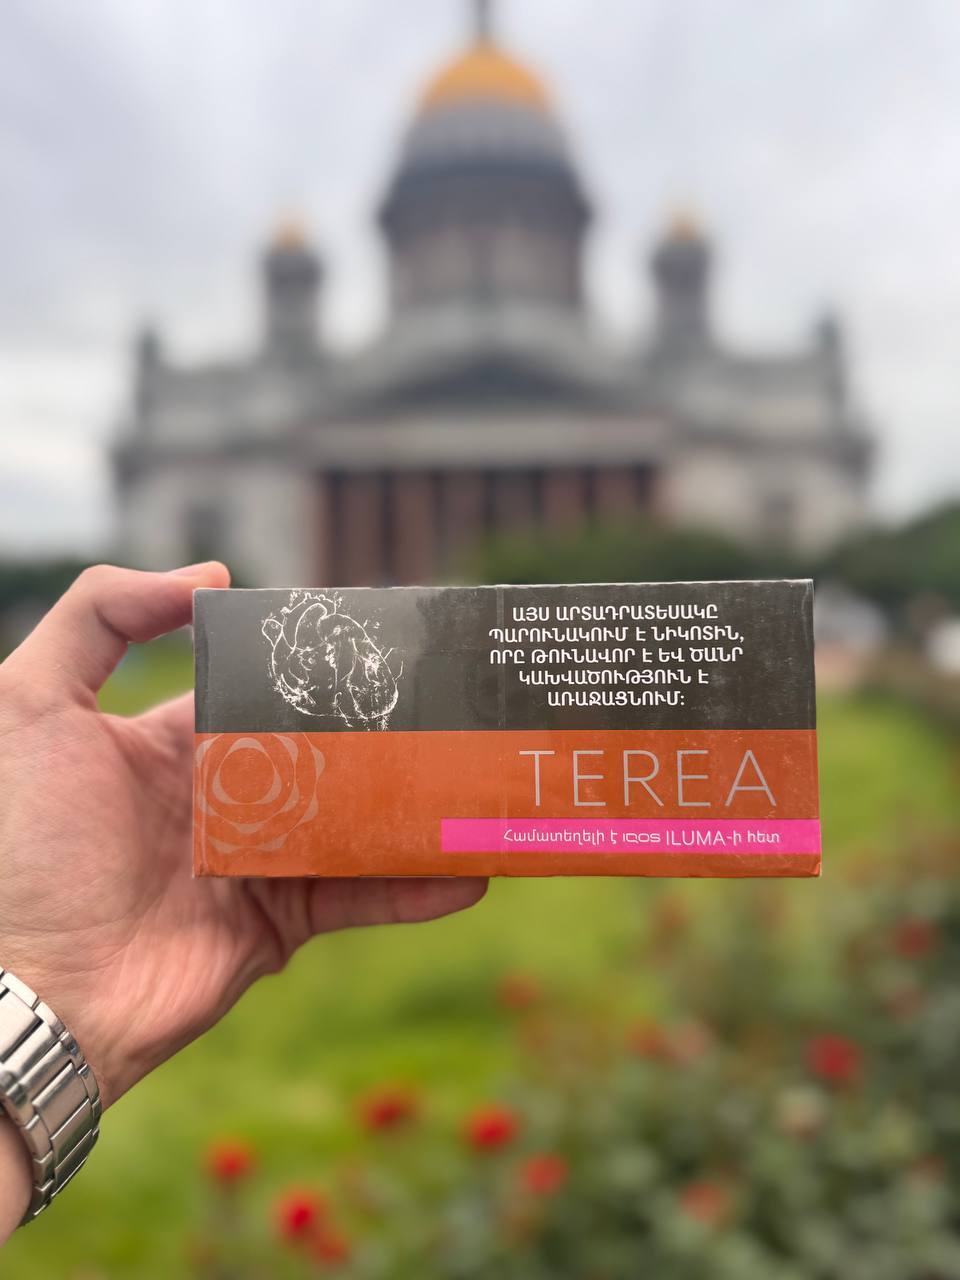 ԱՅՍ ԱՐՏԱԴՐԱՏԵՍԱԿԸ
ՊԱՐՈՒՆԱԿՈՒՄ Է ՆԻԿՈՏԻՆ,
ՈՐԸ ԹՈՒՆԱՎՈՐ Է ԵՎ ԾԱՆՐ
ԿԱԽՎԱԾՈՒԹՅՈՒՆ Է
ԱՌԱՋԱՑՆՈՒՄ:
TEREA
Համատեղելի է IQOS ILUMA-ի հետ